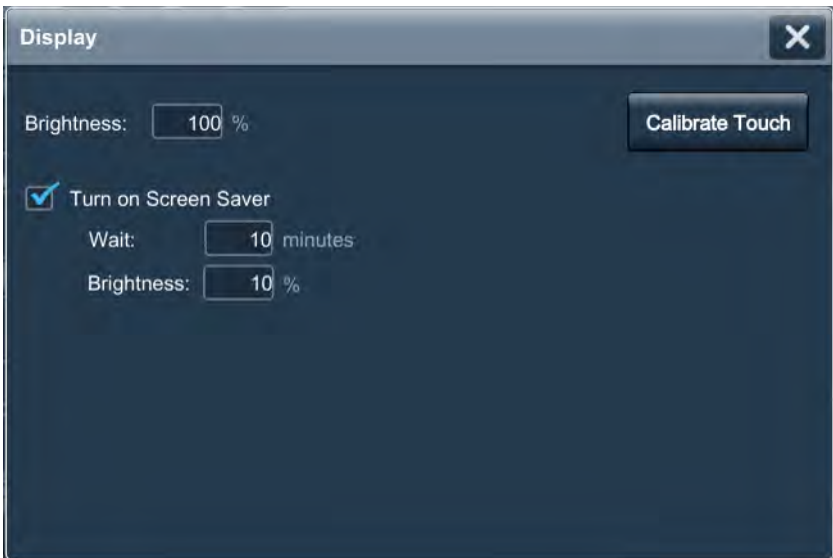 Display
Brightness: 100 %
Calibrate Touch
Turn on Screen Saver
Wait: 10 minutes
Brightness: 10 %